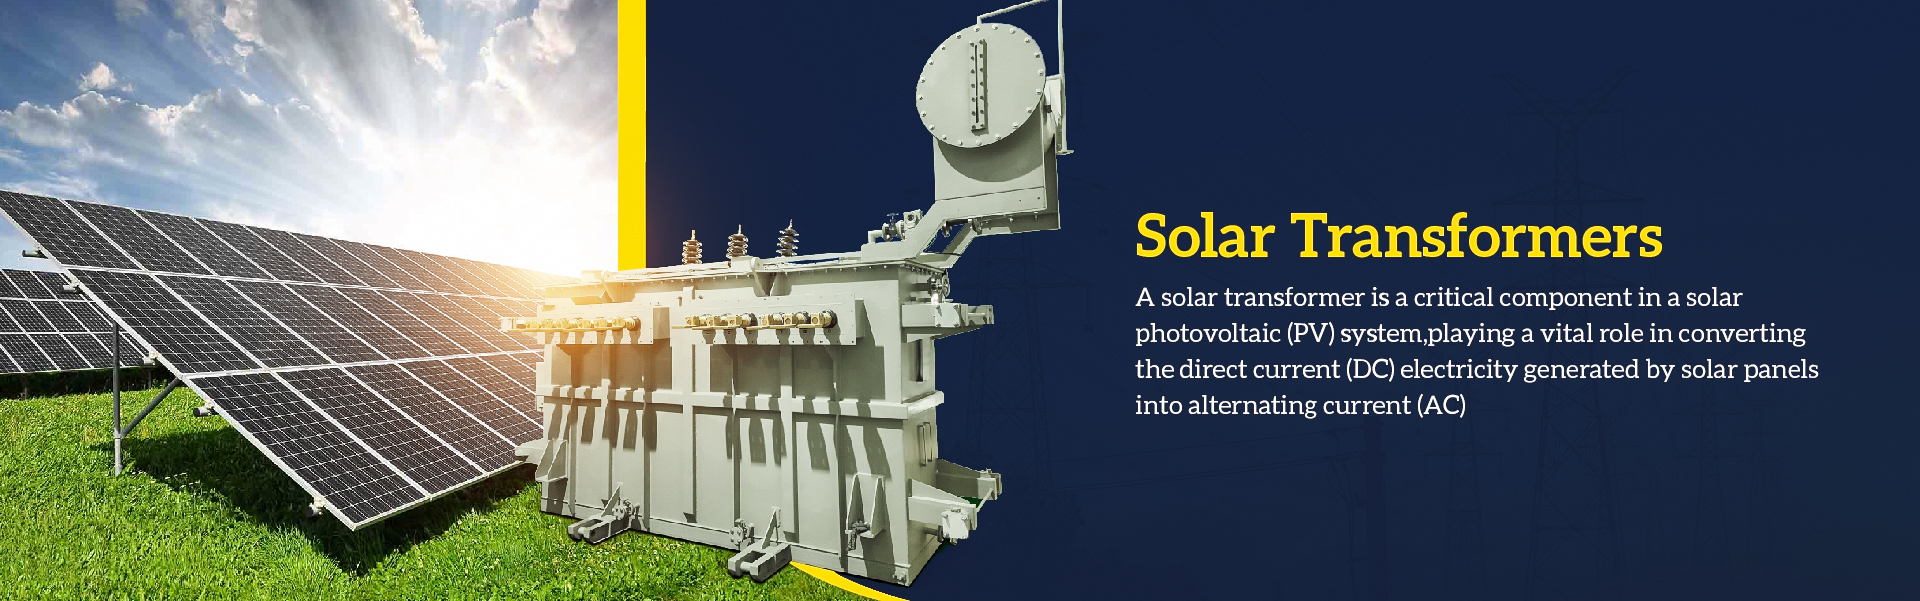 Solar Transformers
A solar transformer is a critical component in a solar
photovoltaic (PV) system,playing a vital role in converting
the direct current (DC) electricity generated by solar panels
into alternating current (AC)